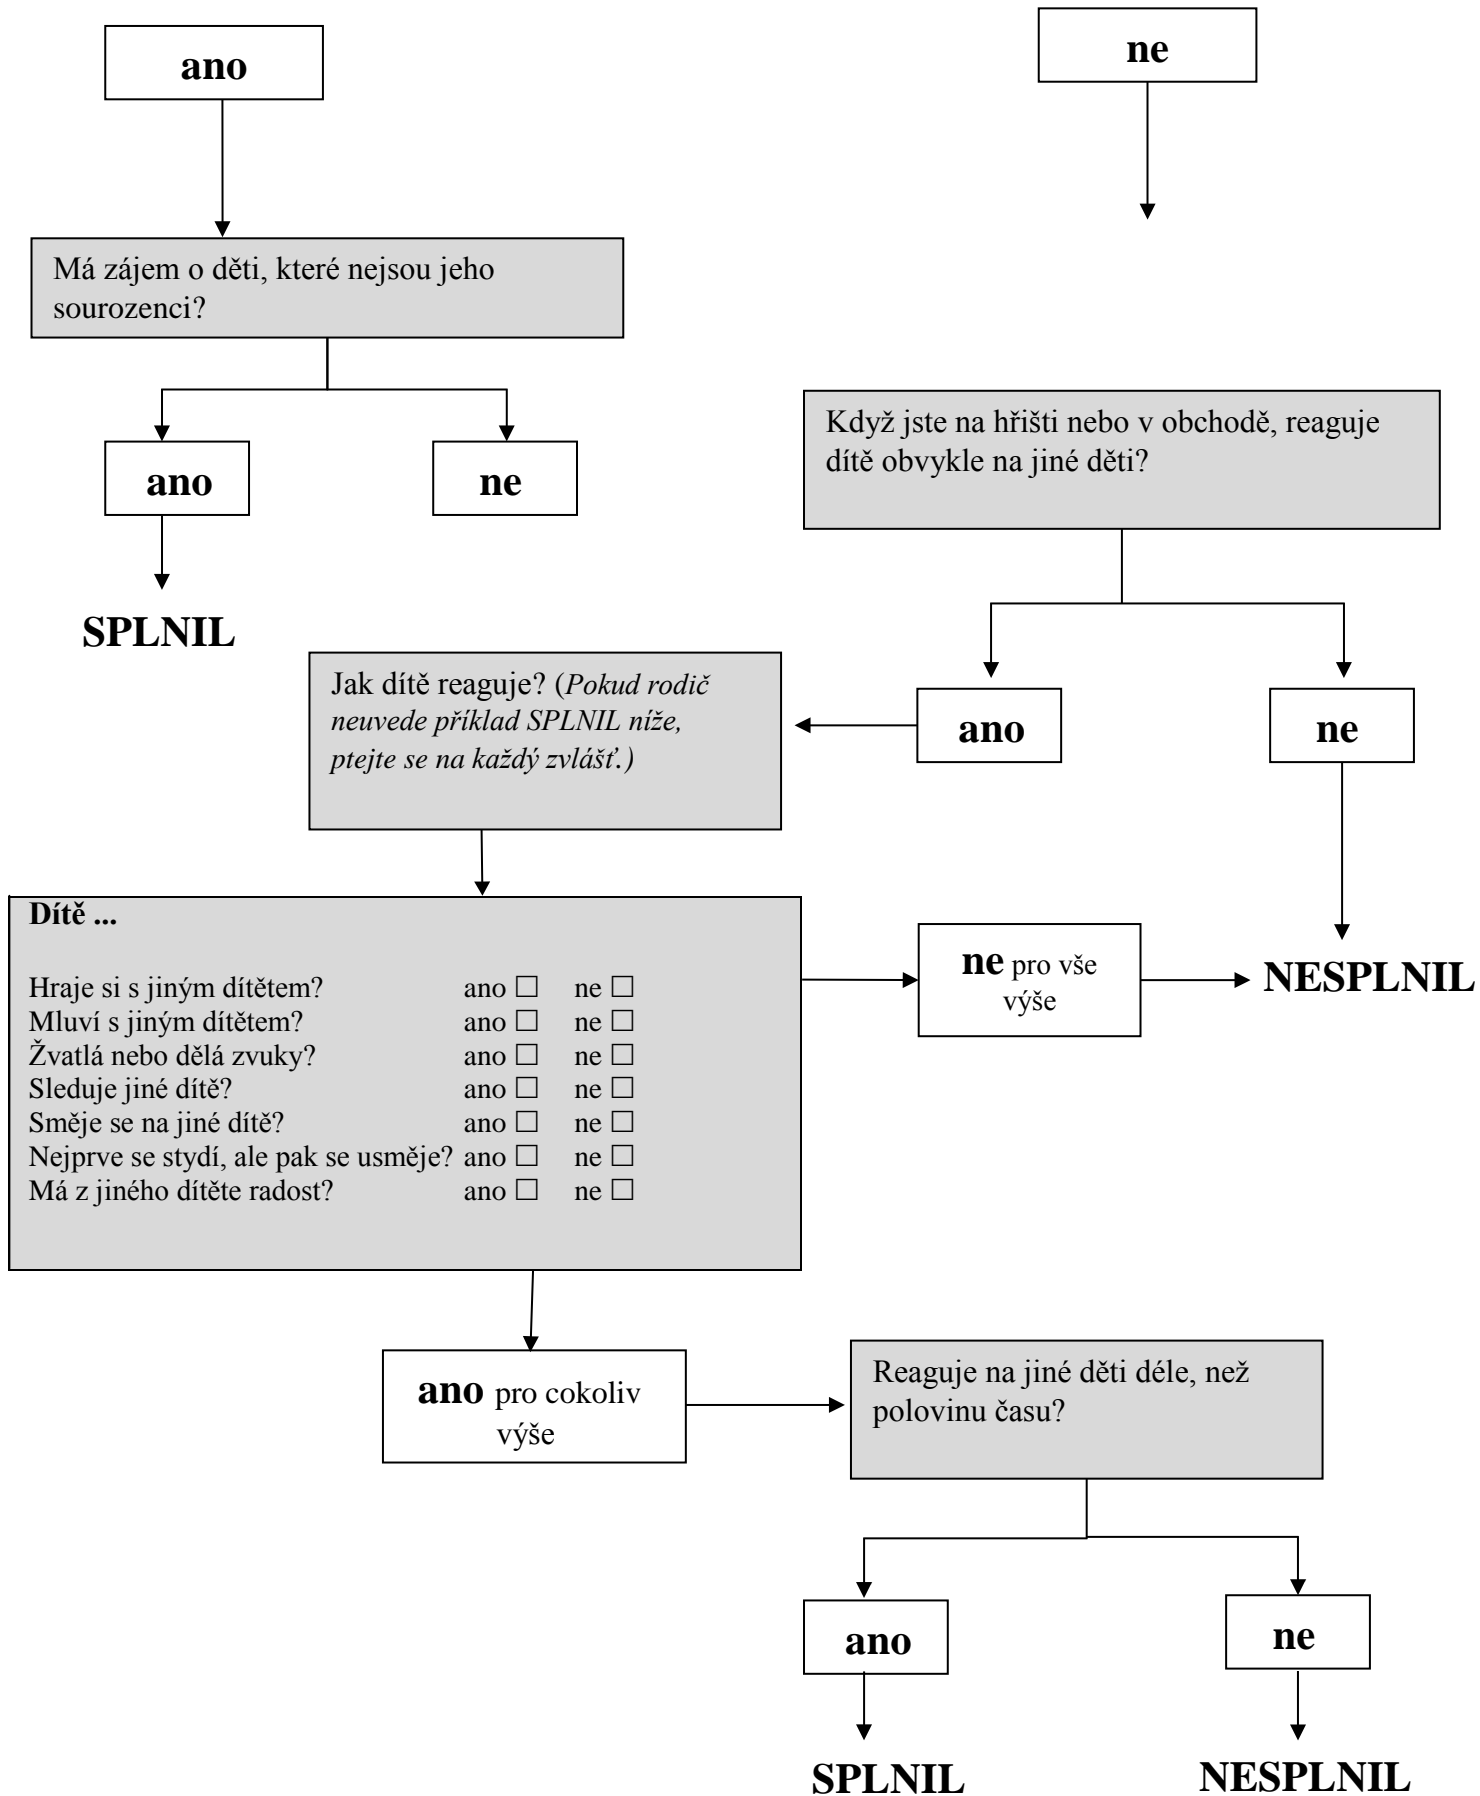 ano
ne
Má zájem o děti, které nejsou jeho
sourozenci?
ano
ne
SPLNIL
Když jste na hřišti nebo v obchodě, reaguje
dítě obvykle na jiné děti?
ano
ne
Jak dítě reaguje? (Pokud rodič
neuvede příklad SPLNIL níže,
ptejte se na každý zvlášť.)
Dítě ...
Hraje si s jiným dítětem? ano ☐ ne ☐
Mluví s jiným dítětem? ano ☐ ne ☐
Žvatlá nebo dělá zvuky? ano ☐ ne ☐
Sleduje jiné dítě? ano ☐ ne ☐
Směje se na jiné dítě? ano ☐ ne ☐
Nejprve se stydí, ale pak se usměje? ano ☐ ne ☐
Má z jiného dítěte radost? ano ☐ ne ☐
ne pro vše
výše
NESPLNIL
ano pro cokoliv
výše
Reaguje na jiné děti déle, než
polovinu času?
ano
ne
SPLNIL
NESPLNIL